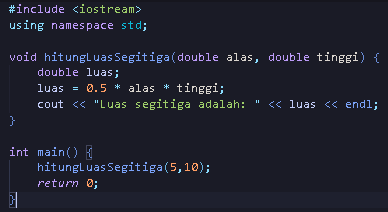 #include <iostream>
using namespace std;
void hitungLuasSegitiga(double alas, double tinggi) {
    double luas;
    luas = 0.5 * alas * tinggi;
    cout << "Luas segitiga adalah: " << luas << endl;
}
int main() {
    hitungLuasSegitiga(5,10);
    return 0;
}